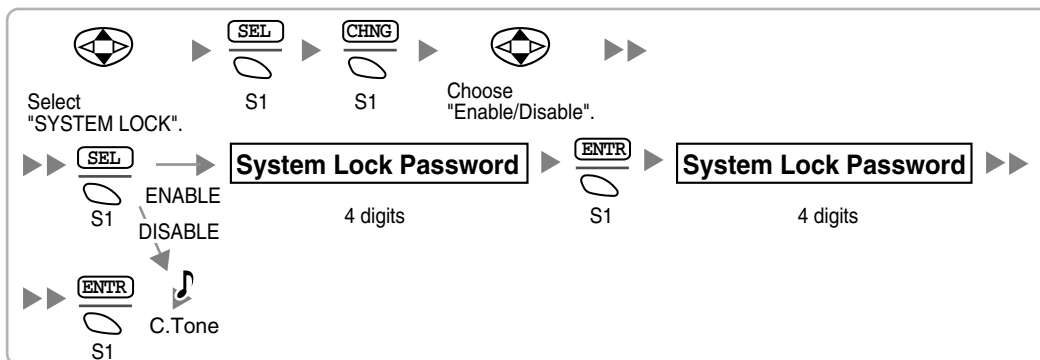 SEL CHNG
S1 S1
Select
"SYSTEM LOCK".
Choose
"Enable/Disable".
SEL System Lock Password ENTR System Lock Password
ENABLE
S1 4 digits S1 4 digits
DISABLE
ENTR
C.Tone
S1